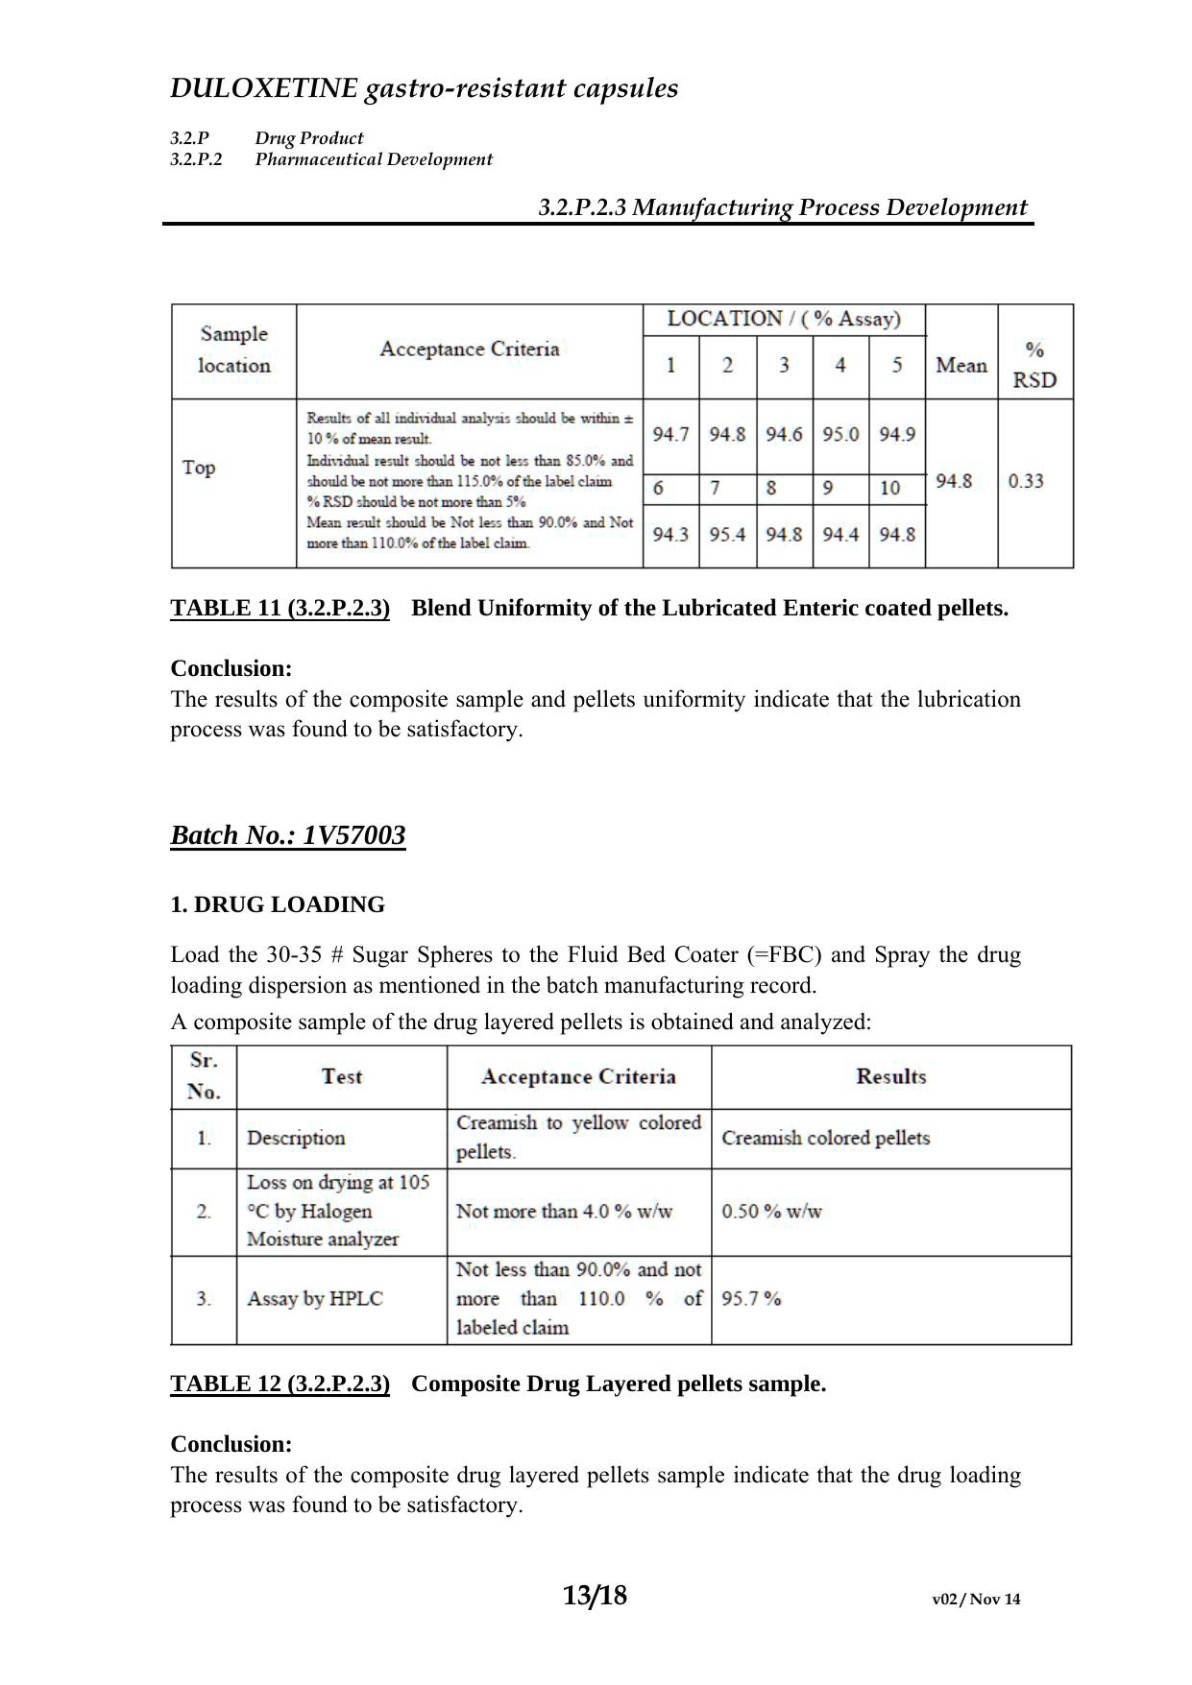 DULOXETINE gastro-resistant capsules
3.2.P Drug Product
3.2.P.2 Pharmaceutical Development
3.2.P.2.3 Manufacturing Process Development
Sample location
Acceptance Criteria
LOCATION / ( % Assay)
1 2 3 4 5
Mean
% RSD
Top
Results of all individual analysis should be within ±
10 % of mean result.
Individual result should be not less than 85.0% and
should be not more than 115.0% of the label claim
% RSD should be not more than 5%
Mean result should be Not less than 90.0% and Not
more than 110.0% of the label claim.
94.7 94.8 94.6 95.0 94.9
6 7 8 9 10
94.3 95.4 94.8 94.4 94.8
94.8
0.33
TABLE 11 (3.2.P.2.3) Blend Uniformity of the Lubricated Enteric coated pellets.
Conclusion:
The results of the composite sample and pellets uniformity indicate that the lubrication
process was found to be satisfactory.
Batch No.: 1V57003
1. DRUG LOADING
Load the 30-35 # Sugar Spheres to the Fluid Bed Coater (=FBC) and Spray the drug
loading dispersion as mentioned in the batch manufacturing record.
A composite sample of the drug layered pellets is obtained and analyzed:
Sr.
No.
Test
Acceptance Criteria
Results
1.
Description
Creamish to yellow colored
pellets.
Creamish colored pellets
2.
Loss on drying at 105
°C by Halogen
Moisture analyzer
Not more than 4.0 % w/w
0.50 % w/w
3.
Assay by HPLC
Not less than 90.0% and not
more than 110.0 % of
labeled claim
95.7 %
TABLE 12 (3.2.P.2.3) Composite Drug Layered pellets sample.
Conclusion:
The results of the composite drug layered pellets sample indicate that the drug loading
process was found to be satisfactory.
13/18
v02 / Nov 14